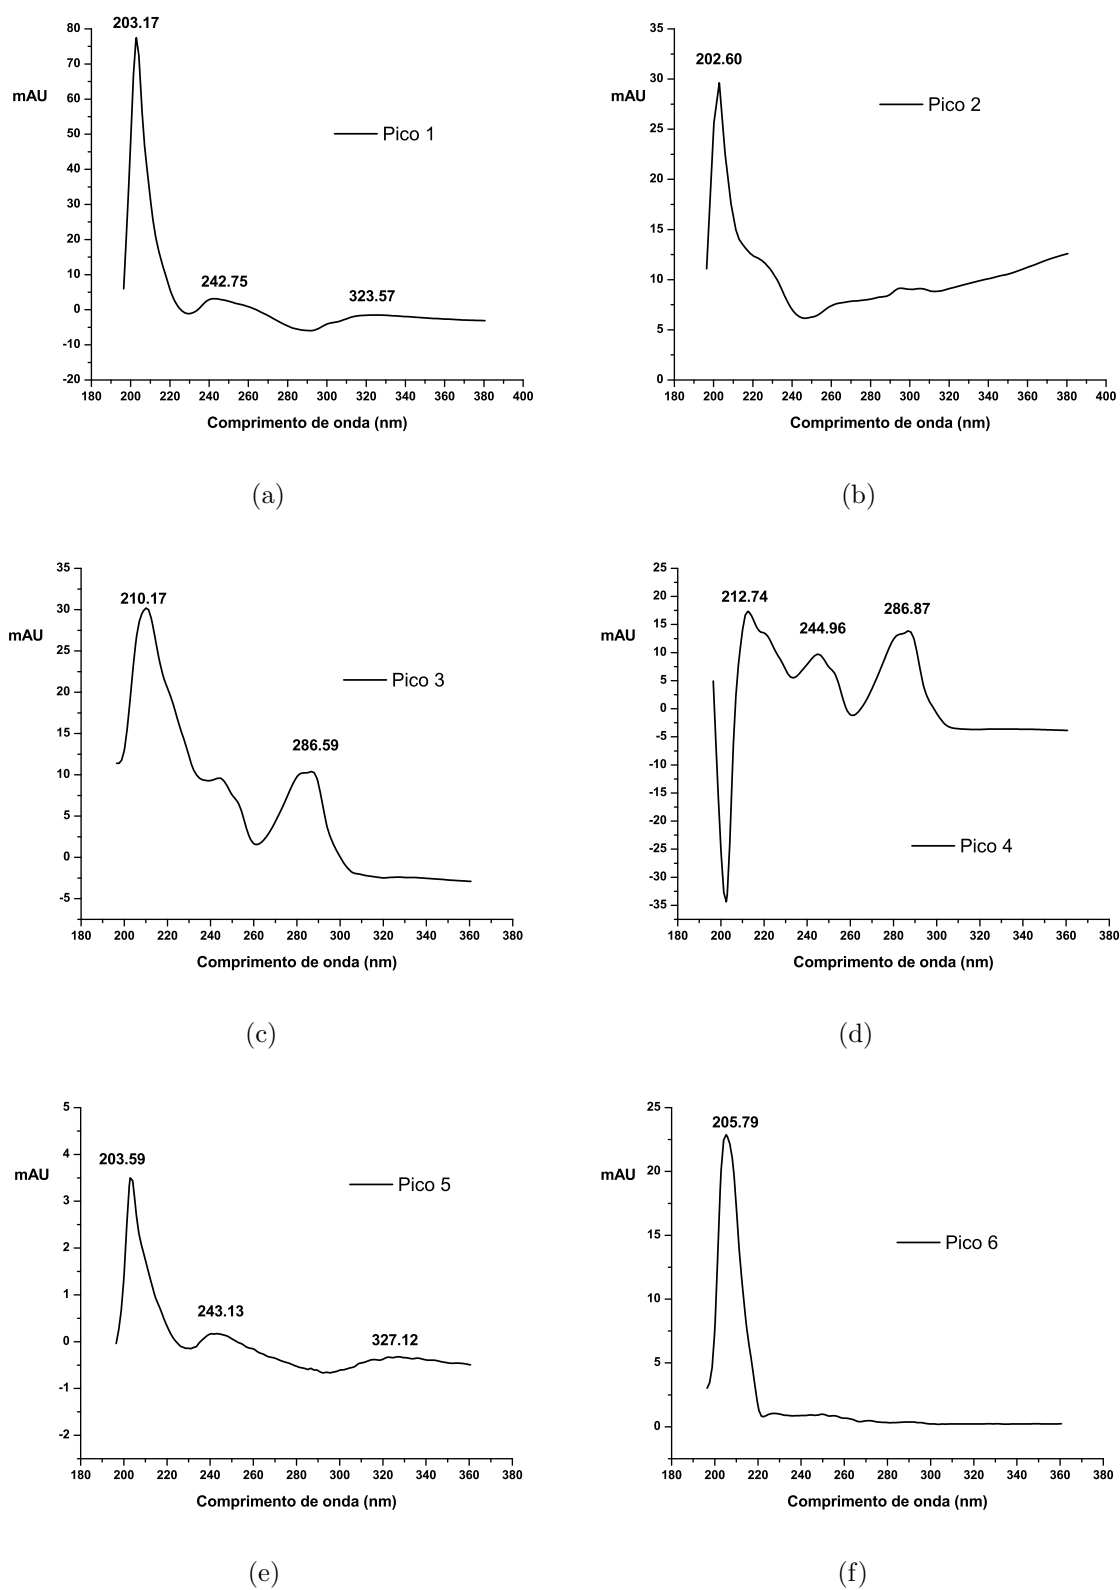 203.17
80
70
60
50
40
30
20
10
0
-10
-20
mAU
Pico 1
242.75
323.57
180 200 220 240 260 280 300 320 340 360 380 400
Comprimento de onda (nm)
(a)
35
30
25
20
15
10
5
0
mAU
202.60
Pico 2
180 200 220 240 260 280 300 320 340 360 380 400
Comprimento de onda (nm)
(b)
35
30
25
20
15
10
5
0
-5
mAU
210.17
Pico 3
286.59
180 200 220 240 260 280 300 320 340 360 380
Comprimento de onda (nm)
(c)
25
20
15
10
5
0
-5
-10
-15
-20
-25
-30
-35
mAU
212.74
244.96
286.87
Pico 4
180 200 220 240 260 280 300 320 340 360 380
Comprimento de onda (nm)
(d)
5
4
3
2
1
0
-1
-2
mAU
203.59
Pico 5
243.13
327.12
180 200 220 240 260 280 300 320 340 360 380
Comprimento de onda (nm)
(e)
25
20
15
10
5
0
mAU
205.79
Pico 6
180 200 220 240 260 280 300 320 340 360 380
Comprimento de onda (nm)
(f)